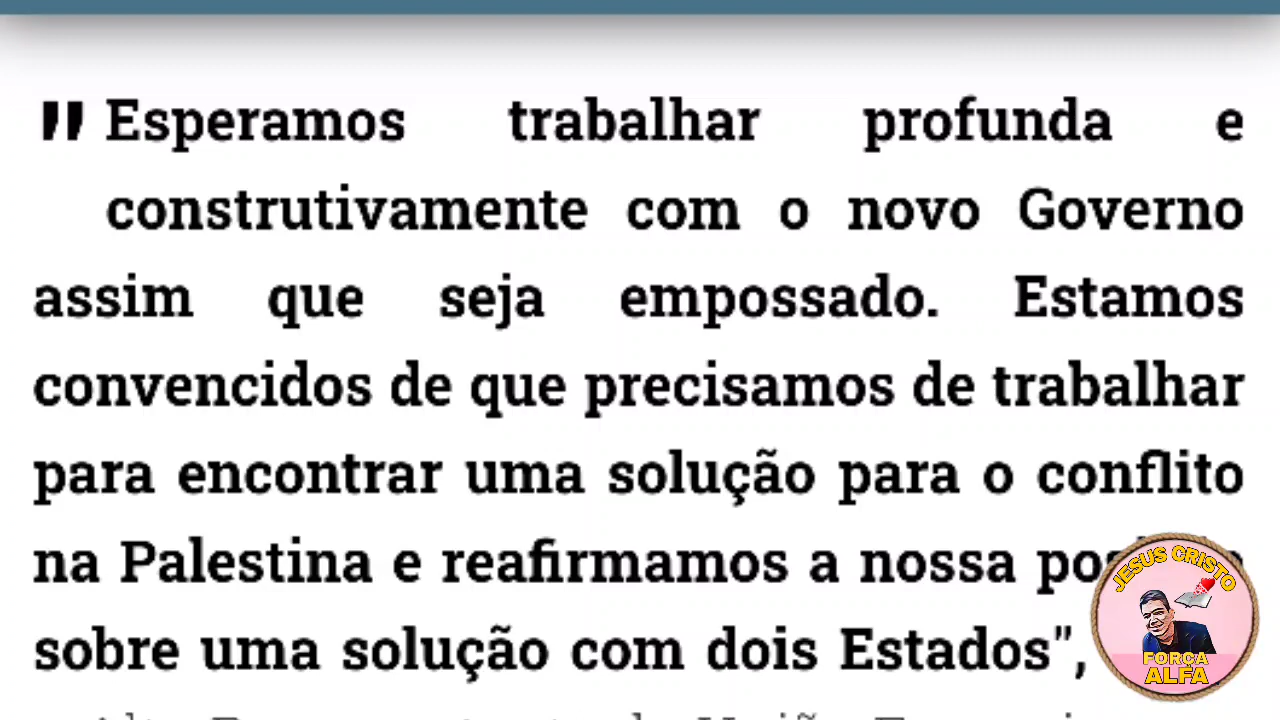 "Esperamos trabalhar profunda e
construtivamente com o novo Governo
assim que seja empossado. Estamos
convencidos de que precisamos de trabalhar
para encontrar uma solução para o conflito
na Palestina e reafirmamos a nossa
sobre uma solução com dois Estados",
JESUS CRISTO
FORÇA
ALFA